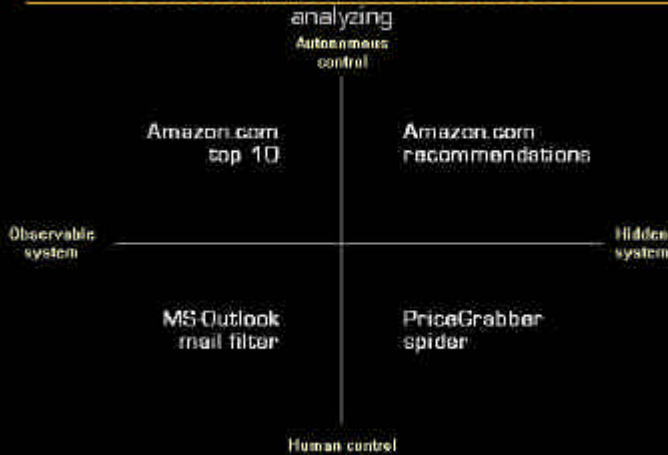 analyzing
Autonomous
control
Amazon.com
top 10
Amazon.com
recommendations
Observable
system
Hidden
system
MS-Outlook
mail filter
PriceGrabber
spider
Human control